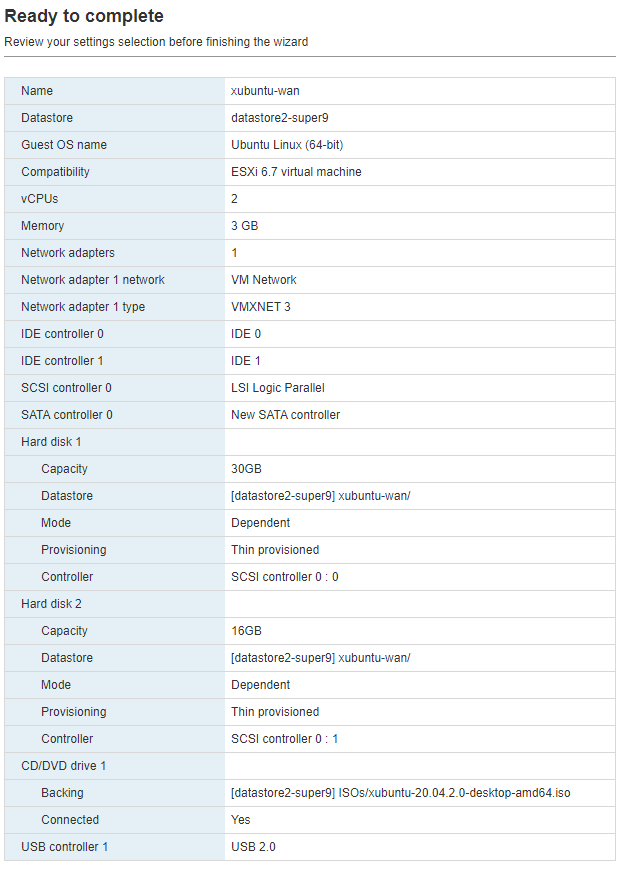 Ready to complete
Review your settings selection before finishing the wizard
Name xubuntu-wan
Datastore datastore2-super9
Guest OS name Ubuntu Linux (64-bit)
Compatibility ESXi 6.7 virtual machine
vCPUs 2
Memory 3 GB
Network adapters 1
Network adapter 1 network VM Network
Network adapter 1 type VMXNET 3
IDE controller 0 IDE 0
IDE controller 1 IDE 1
SCSI controller 0 LSI Logic Parallel
SATA controller 0 New SATA controller
Hard disk 1
Capacity 30GB
Datastore [datastore2-super9] xubuntu-wan/
Mode Dependent
Provisioning Thin provisioned
Controller SCSI controller 0 : 0
Hard disk 2
Capacity 16GB
Datastore [datastore2-super9] xubuntu-wan/
Mode Dependent
Provisioning Thin provisioned
Controller SCSI controller 0 : 1
CD/DVD drive 1
Backing [datastore2-super9] ISOs/xubuntu-20.04.2.0-desktop-amd64.iso
Connected Yes
USB controller 1 USB 2.0